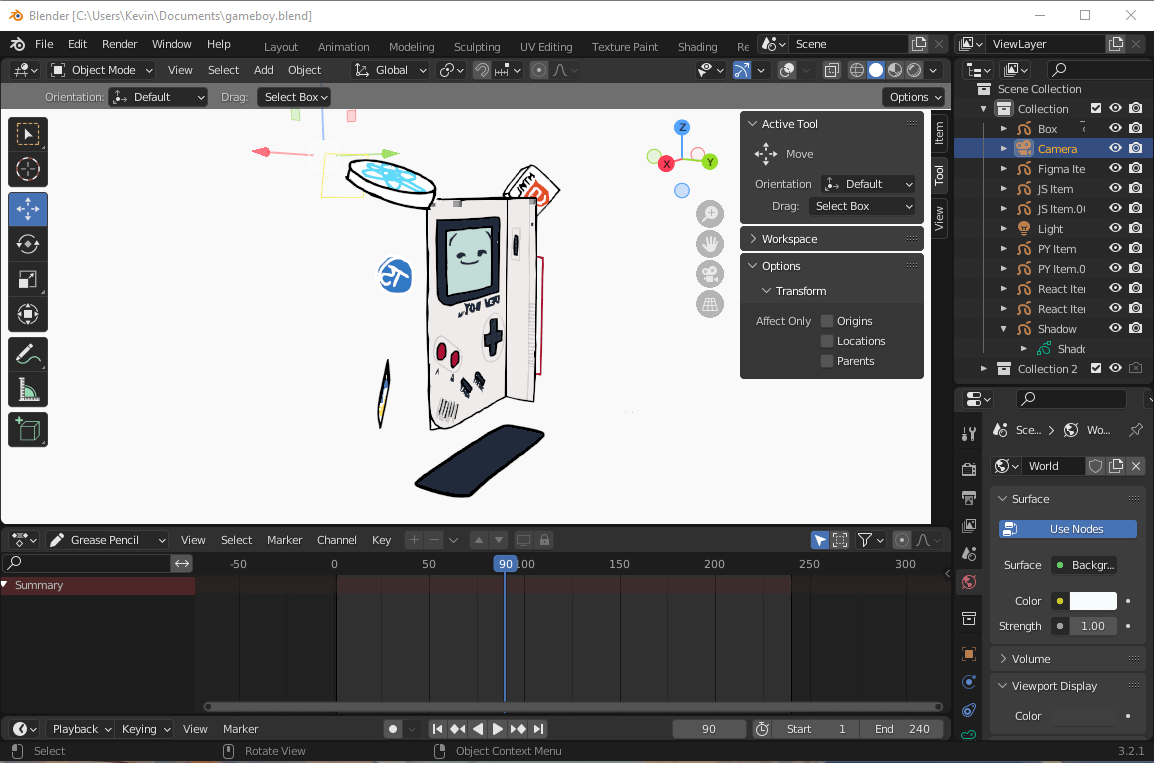 Blender [C:\Users\Kevin\Documents\gameboy.blend]
File Edit Render Window Help Layout Animation Modeling Sculpting UV Editing Texture Paint Shading Re Scene ViewLayer
Object Mode View Select Add Object Global
Orientation: Default Drag: Select Box Options
Scene Collection
Collection
Box
Camera
Figma Ite
JS Item
JS Item.0
Light
PY Item
PY Item.0
React Iter
React Iter
Shadow
Shadc
Collection 2
Z
X
Y
Active Tool
Move
Orientation Default
Drag: Select Box
Workspace
Options
Transform
Affect Only Origins
Locations
Parents
Item
Tool
View
Sce... Wo...
World
Surface
Use Nodes
Surface Backgr...
Color
Strength 1.00
Volume
Viewport Display
Color
Grease Pencil View Select Marker Channel Key
-50 0 50 90 100 150 200 250 300
Summary
Playback Keying View Marker 90 Start 1 End 240
Select Rotate View Object Context Menu 3.2.1